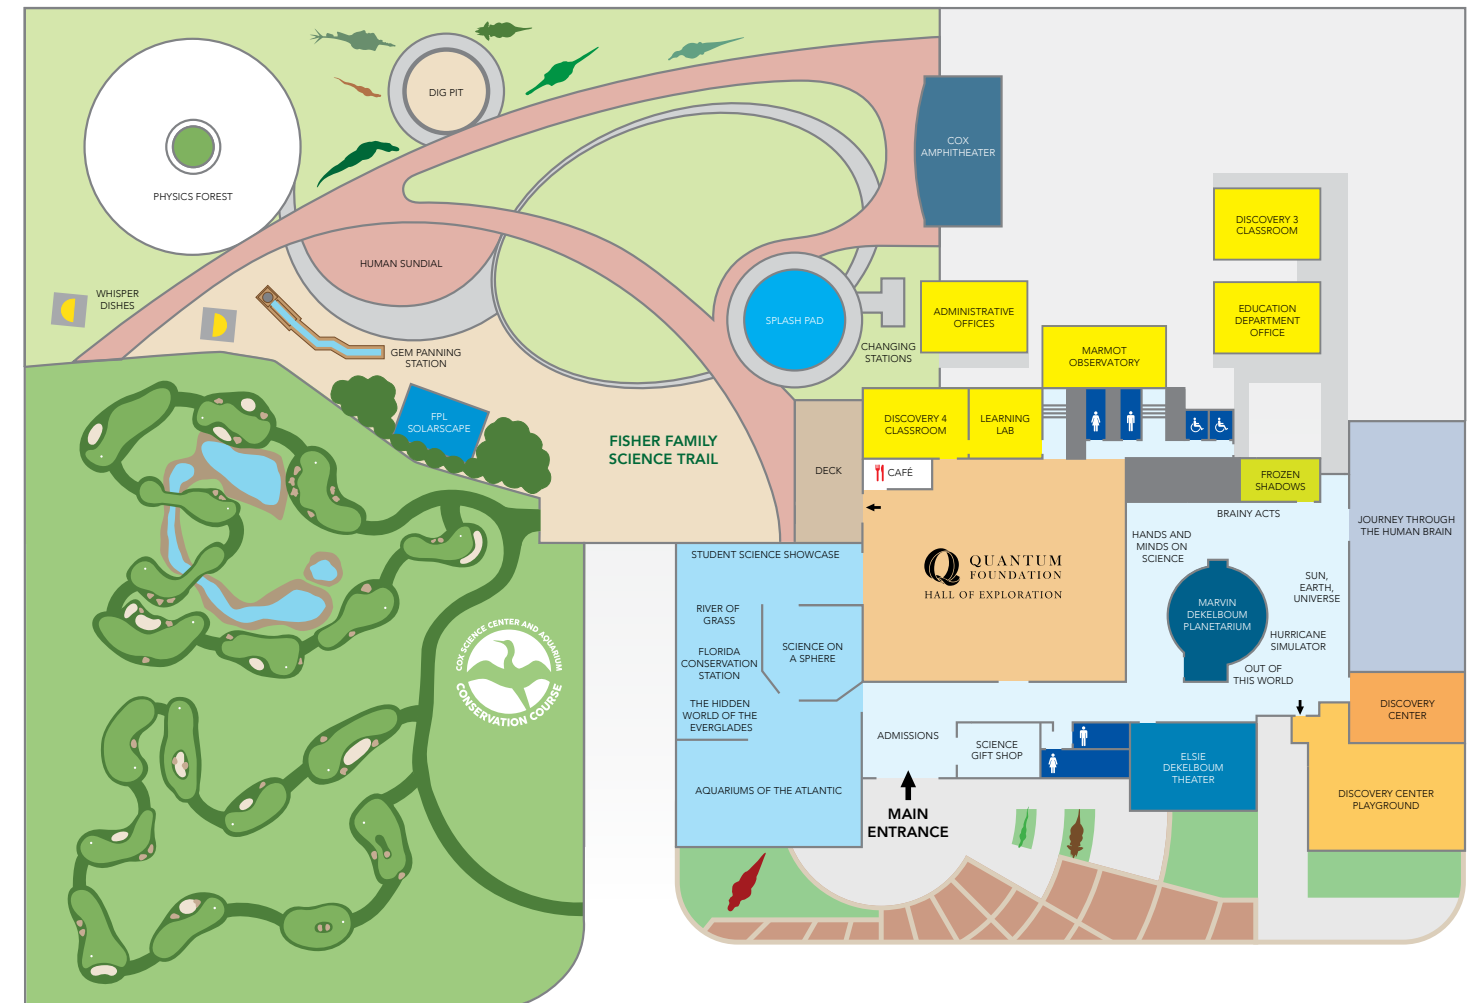 DIG PIT
PHYSICS FOREST
COX
AMPHITHEATER
DISCOVERY 3
CLASSROOM
HUMAN SUNDIAL
WHISPER
DISHES
SPLASH PAD
ADMINISTRATIVE
OFFICES
EDUCATION
DEPARTMENT
OFFICE
GEM PANNING
STATION
CHANGING
STATIONS
MARMOT
OBSERVATORY
FPL
SOLARSCAPE
FISHER FAMILY
SCIENCE TRAIL
DISCOVERY 4
CLASSROOM
LEARNING
LAB
DECK
CAFÉ
FROZEN
SHADOWS
BRAINY ACTS
JOURNEY THROUGH
THE HUMAN BRAIN
HANDS AND
MINDS ON
SCIENCE
STUDENT SCIENCE SHOWCASE
QUANTUM
FOUNDATION
HALL OF EXPLORATION
SUN,
EARTH,
UNIVERSE
MARVIN
DEKELBOUM
PLANETARIUM
RIVER OF
GRASS
SCIENCE ON
A SPHERE
HURRICANE
SIMULATOR
FLORIDA
CONSERVATION
STATION
OUT OF
THIS WORLD
COX SCIENCE CENTER AND AQUARIUM
CONSERVATION COURSE
THE HIDDEN
WORLD OF THE
EVERGLADES
DISCOVERY
CENTER
ADMISSIONS
SCIENCE
GIFT SHOP
ELSIE
DEKELBOUM
THEATER
AQUARIUMS OF THE ATLANTIC
DISCOVERY CENTER
PLAYGROUND
MAIN
ENTRANCE